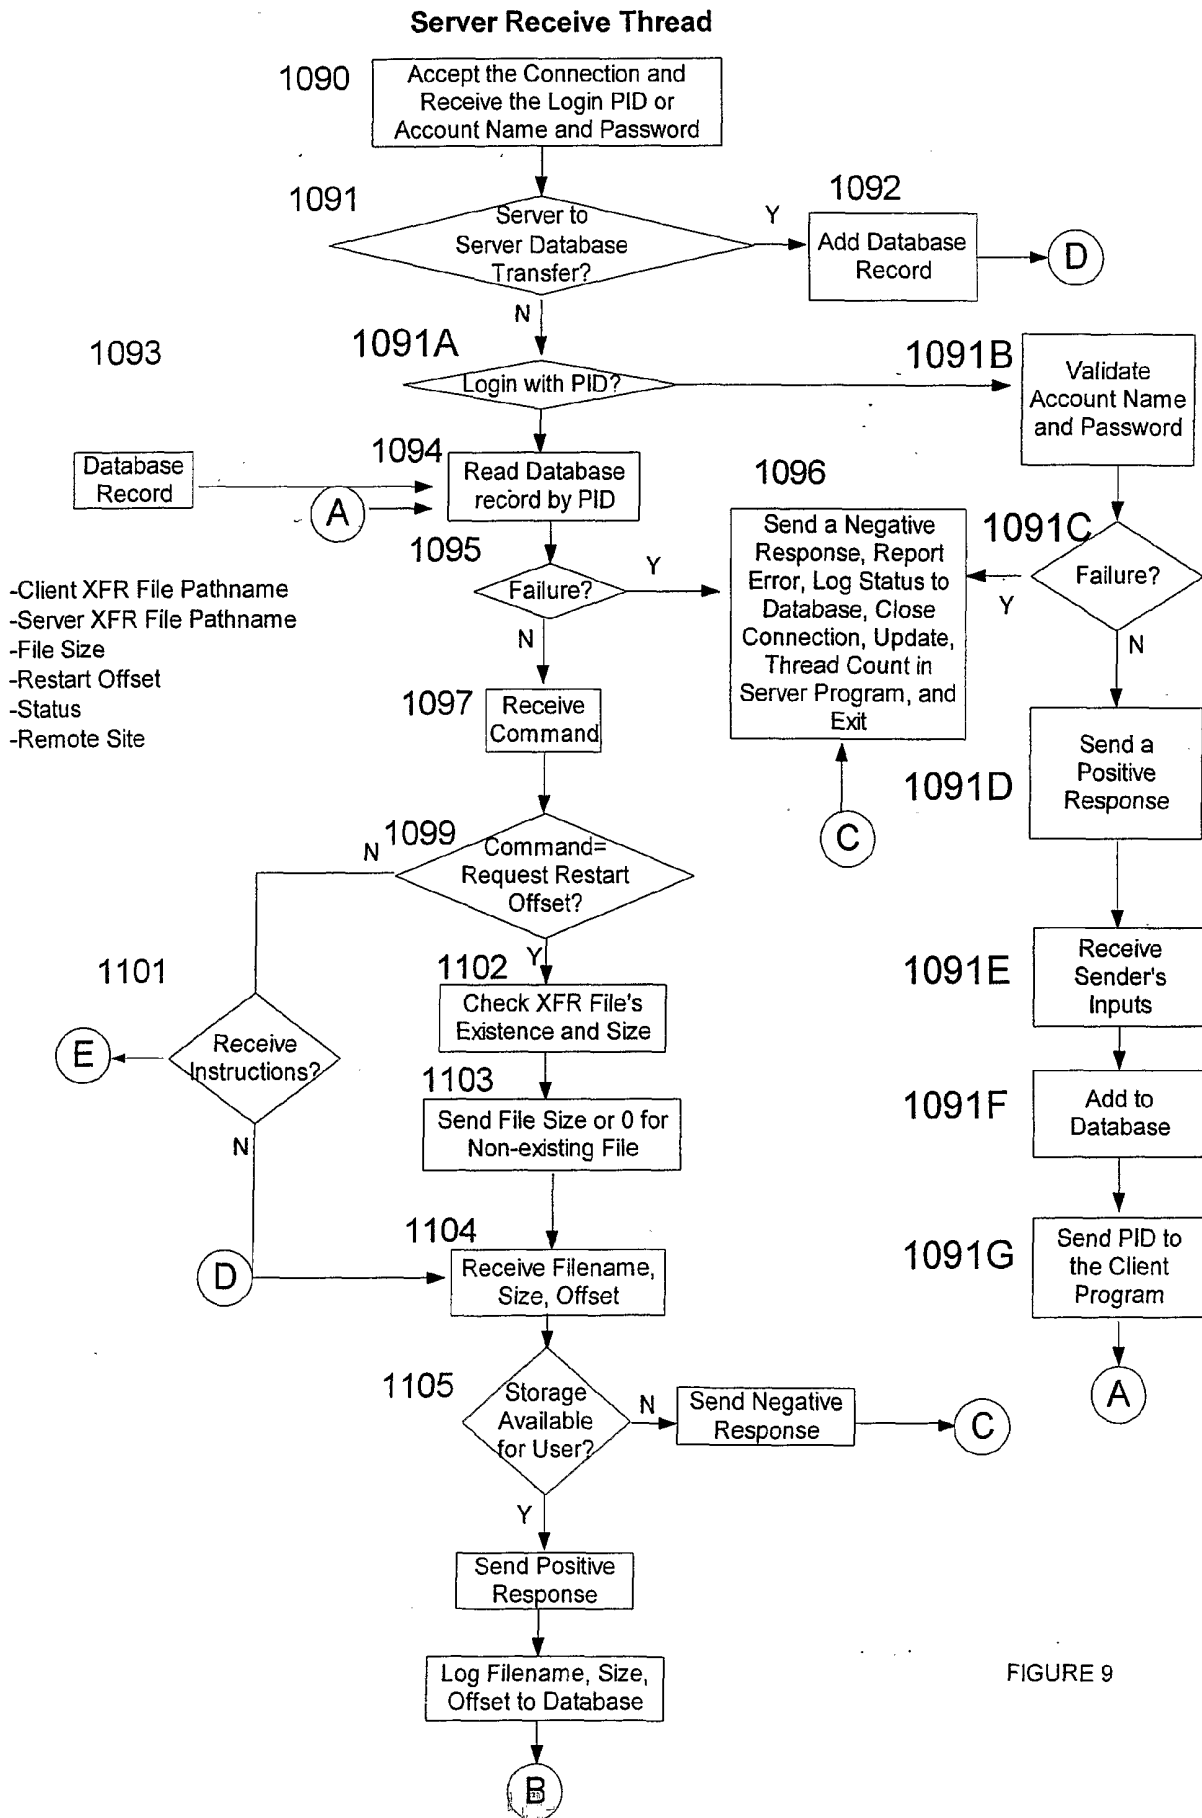 Server Receive Thread
1090
Accept the Connection and
Receive the Login PID or
Account Name and Password
1091
Server to
Server Database
Transfer?
Y
1092
Add Database
Record
D
N
1093
1091A
Login with PID?
1091B
Validate
Account Name
and Password
Database
Record
A
1094
Read Database
record by PID
1095
Failure?
Y
N
1096
Send a Negative
Response, Report
Error, Log Status to
Database, Close
Connection, Update,
Thread Count in
Server Program, and
Exit
C
1091C
Failure?
Y
N
-Client XFR File Pathname
-Server XFR File Pathname
-File Size
-Restart Offset
-Status
-Remote Site
1097
Receive
Command
1091D
Send a
Positive
Response
1099
Command=
Request Restart
Offset?
N
Y
1101
Receive
Instructions?
E
N
1102
Check XFR File's
Existence and Size
1091E
Receive
Sender's
Inputs
1103
Send File Size or 0 for
Non-existing File
1091F
Add to
Database
D
1104
Receive Filename,
Size, Offset
1091G
Send PID to
the Client
Program
A
1105
Storage
Available
for User?
N
Send Negative
Response
C
Y
Send Positive
Response
Log Filename, Size,
Offset to Database
B
FIGURE 9